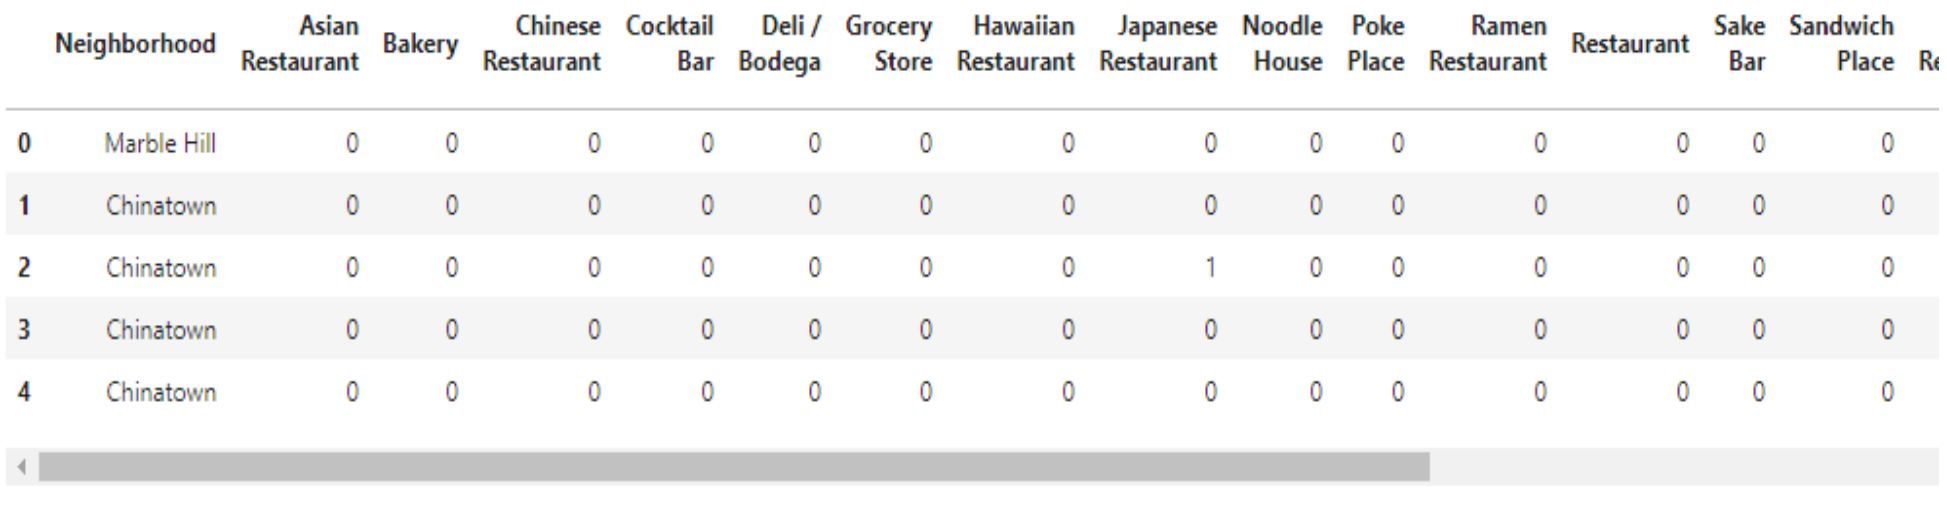 Neighborhood Asian Restaurant Bakery Chinese Restaurant Cocktail Bar Deli / Bodega Grocery Store Hawaiian Restaurant Japanese Restaurant Noodle House Poke Place Ramen Restaurant Restaurant Sake Bar Sandwich Place Re
0 Marble Hill 0 0 0 0 0 0 0 0 0 0 0 0 0 0
1 Chinatown 0 0 0 0 0 0 0 0 0 0 0 0 0 0
2 Chinatown 0 0 0 0 0 0 0 1 0 0 0 0 0 0
3 Chinatown 0 0 0 0 0 0 0 0 0 0 0 0 0 0
4 Chinatown 0 0 0 0 0 0 0 0 0 0 0 0 0 0